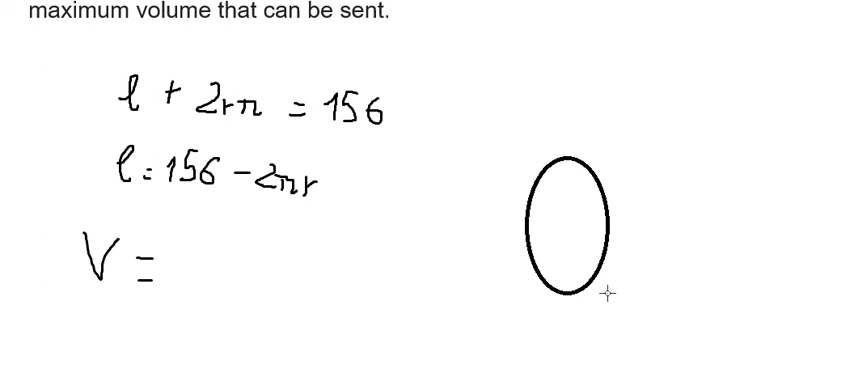 maximum volume that can be sent.
l + 2rπ = 156
l = 156 - 2πr
V =